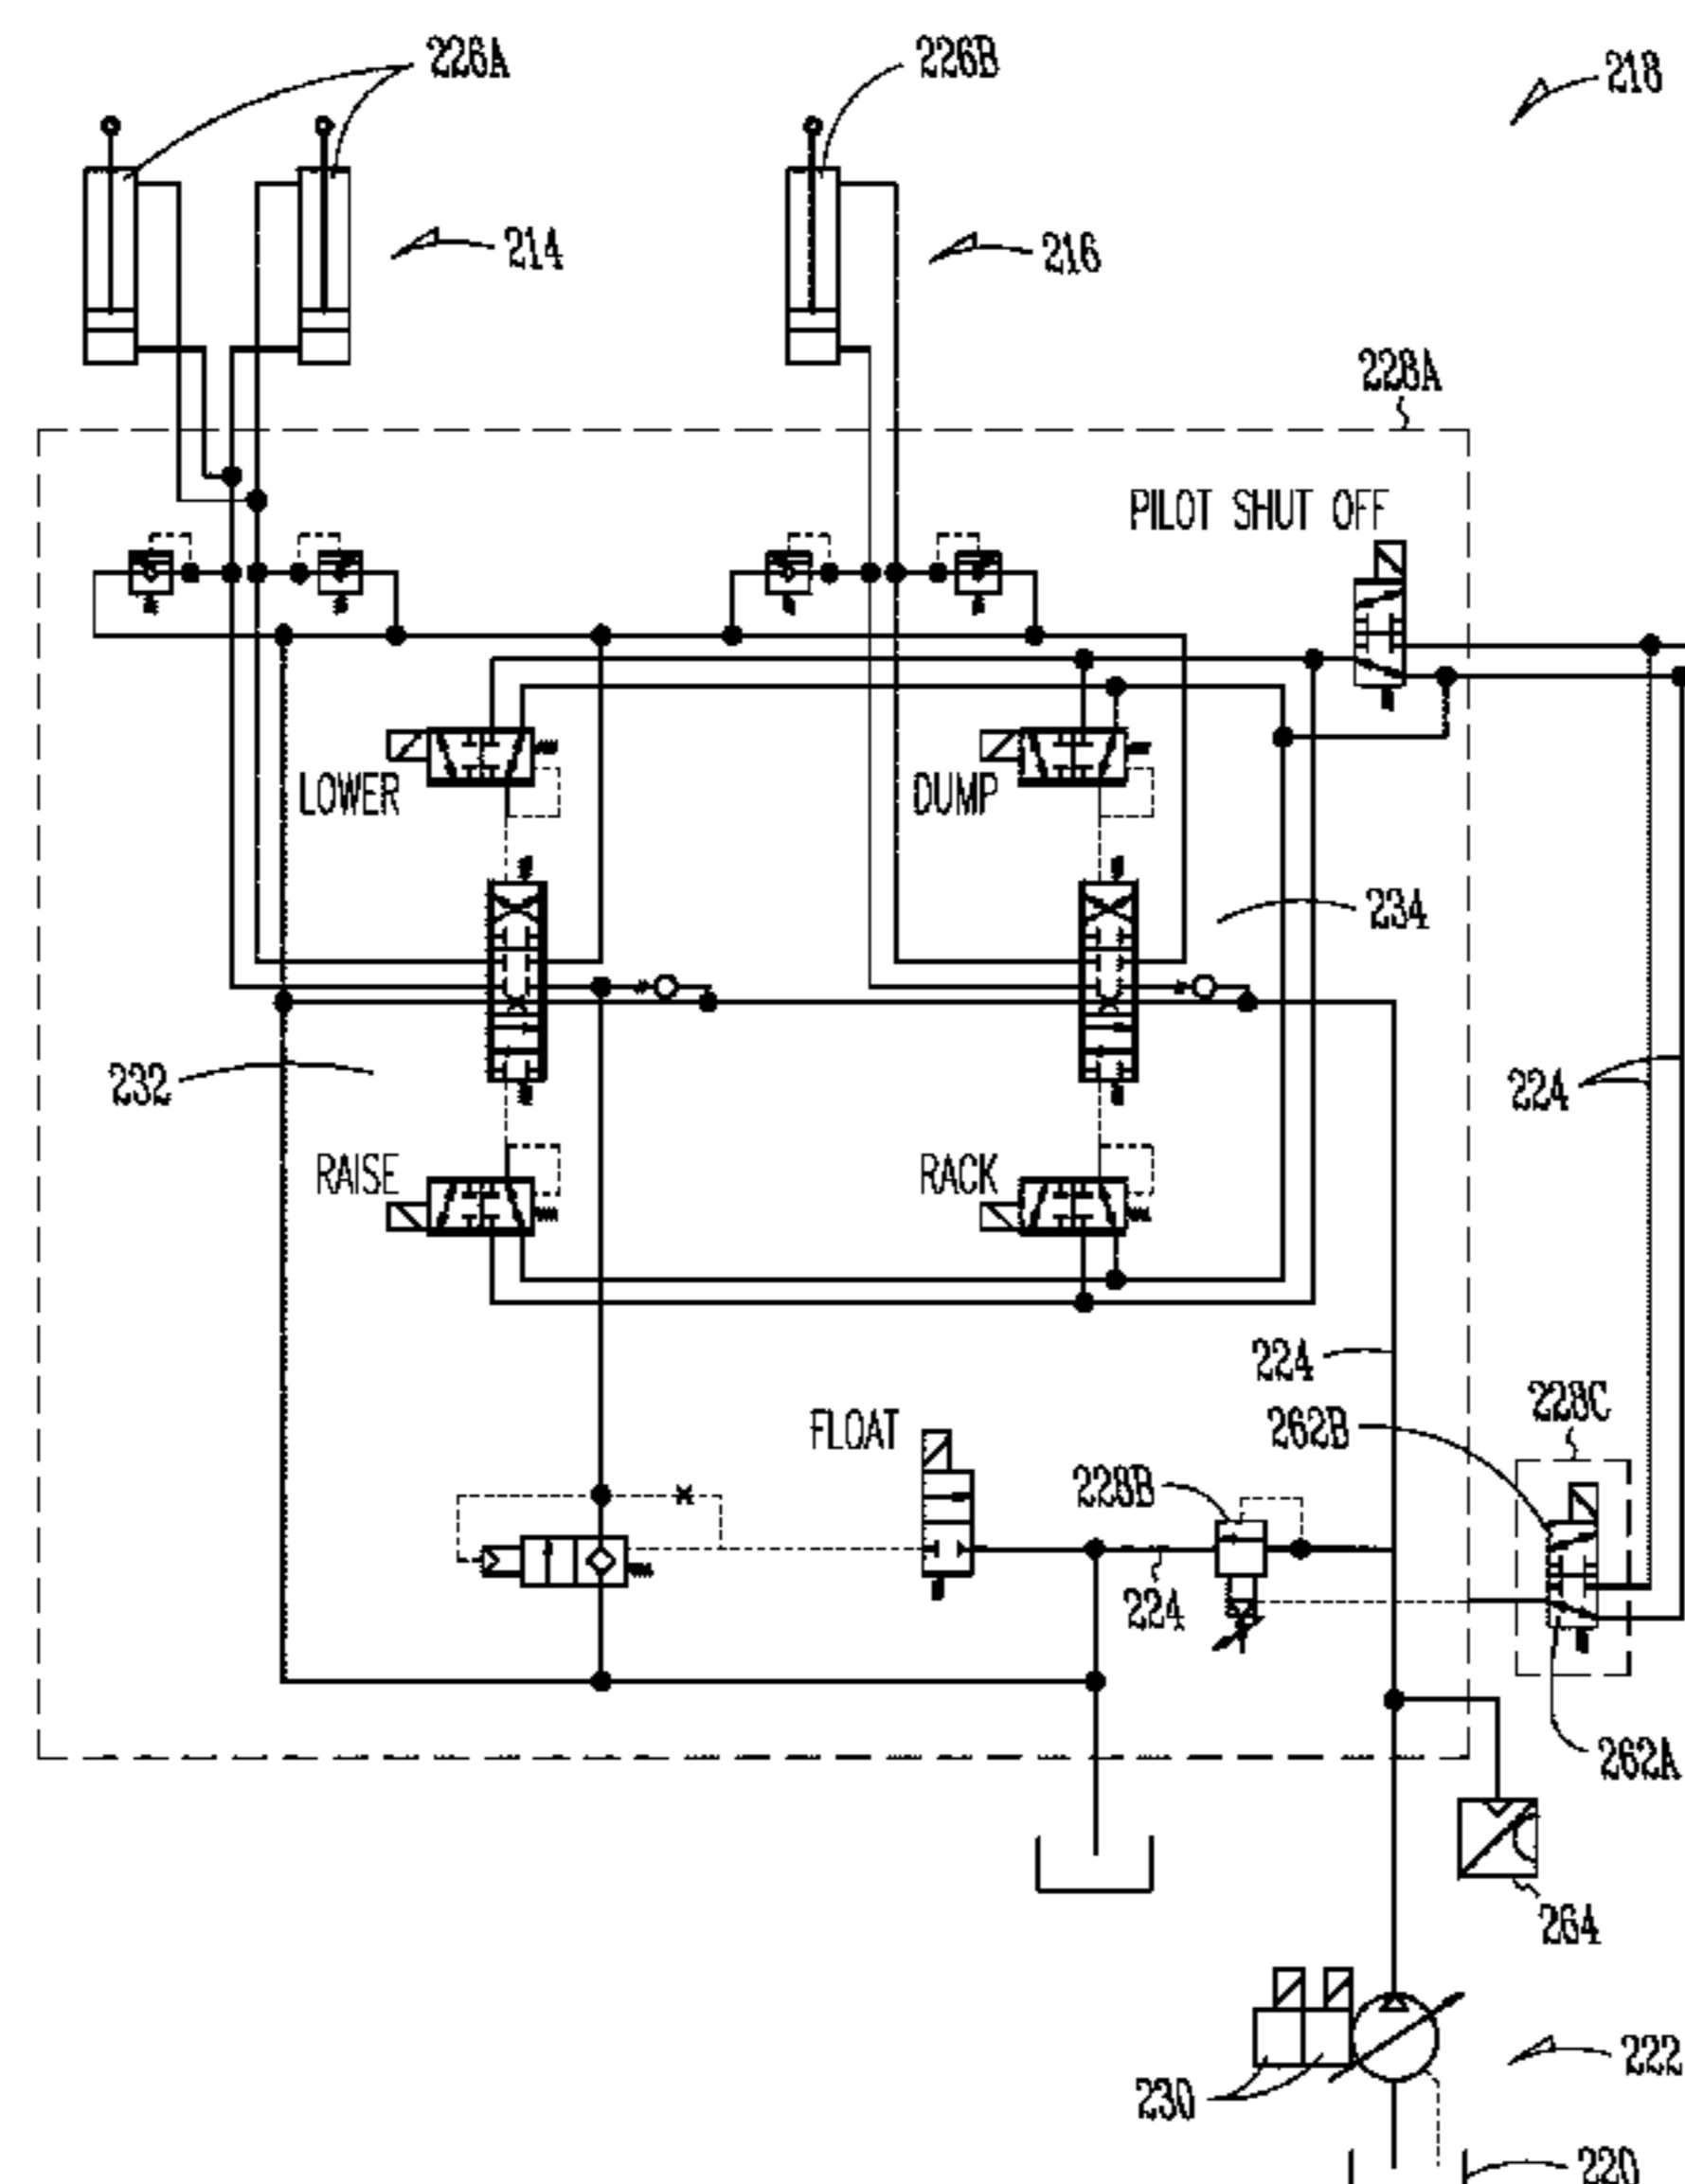 226A
226B
218
214
216
228A
PILOT SHUT OFF
LOWER
DUMP
234
232
224
RAISE
RACK
224
228C
262B
FLOAT
228B
224
262A
264
222
230
220